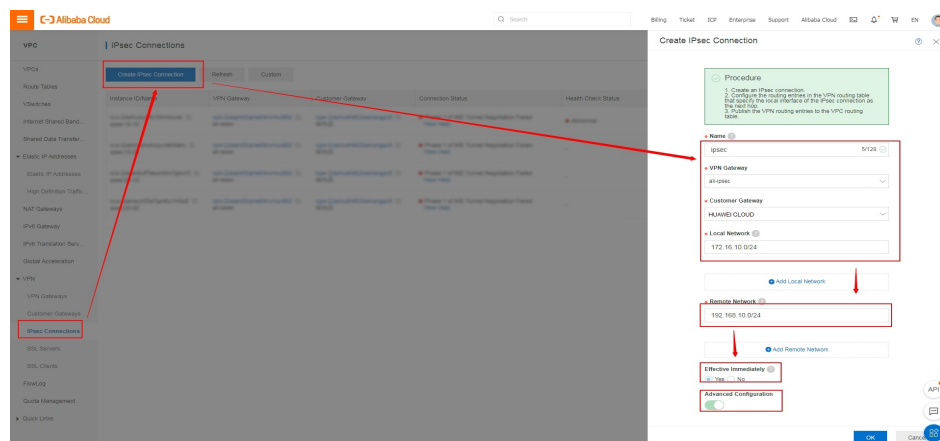 Alibaba Cloud
Search
Billing Ticket ICP Enterprise Support Alibaba Cloud EN
VPC
VPCs
Route Tables
VSwitches
Internet Shared Band...
Shared Data Transfer...
Elastic IP Addresses
Elastic IP Addresses
High Definition Traffic...
NAT Gateways
IPv6 Gateway
IPv6 Translation Serv...
Global Acceleration
VPN
VPN Gateways
Customer Gateways
IPsec Connections
SSL Servers
SSL Clients
FlowLog
Quota Management
Quick Links
IPsec Connections
Create IPsec Connection Refresh Custom
Instance ID/Name VPN Gateway Customer Gateway Connection Status Health Check Status
Create IPsec Connection
Procedure
1. Create an IPsec connection.
2. Configure the routing entries in the VPN routing table
that specify the local interface of the IPsec connection as
the next hop.
3. Publish the VPN routing entries to the VPC routing
table.
* Name
ipsec 5/128
* VPN Gateway
ali-ipsec
* Customer Gateway
HUAWEI CLOUD
* Local Network
172.16.10.0/24
Add Local Network
* Remote Network
192.168.10.0/24
Add Remote Network
Effective Immediately
Yes No
Advanced Configuration
API
OK